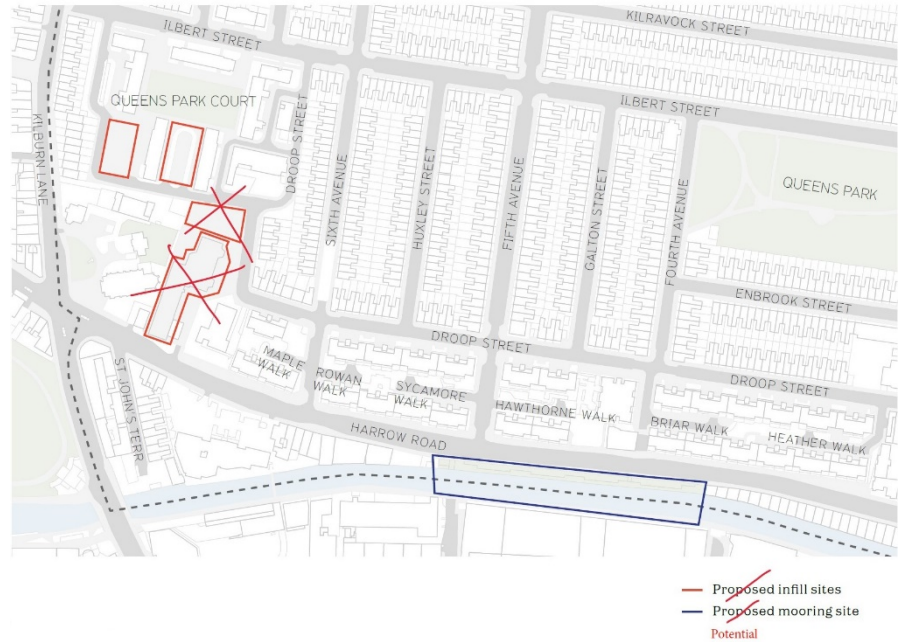 KILRAVOCK STREET
ILBERT STREET
ILBERT STREET
QUEENS PARK COURT
KILBURN LANE
DROOP STREET
SIXTH AVENUE
HUXLEY STREET
FIFTH AVENUE
GALTON STREET
FOURTH AVENUE
QUEENS PARK
ENBROOK STREET
DROOP STREET
DROOP STREET
MAPLE
WALK
ROWAN
WALK
SYCAMORE
WALK
HAWTHORNE WALK
BRIAR WALK
HEATHER WALK
ST JOHN'S TERR
HARROW ROAD
Proposed infill sites
Proposed mooring site
Potential